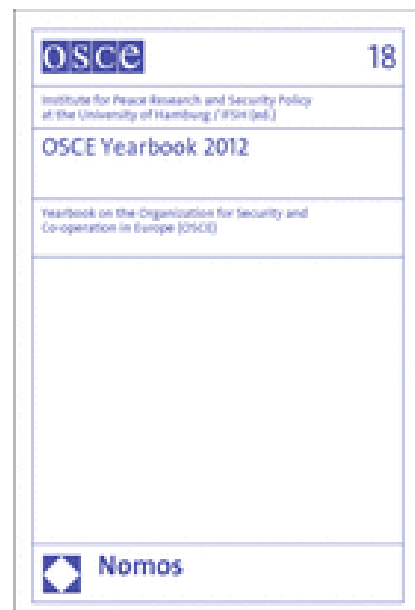 osce
18
Institute for Peace Research and Security Policy
at the University of Hamburg / IFSH (ed.)
OSCE Yearbook 2012
Yearbook on the Organization for Security and
Co-operation in Europe (OSCE)
Nomos